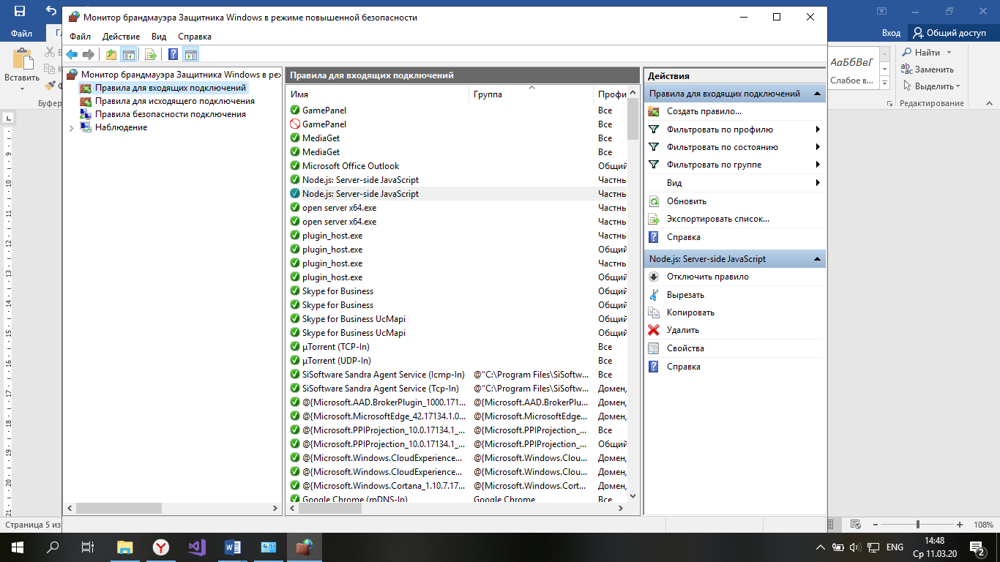 Монитор брандмауэра Защитника Windows в режиме повышенной безопасности
Файл Действие Вид Справка
Файл
Вход
Общий доступ
Вставить
Буфер
АаБбВвГ
Слабое в...
Найти
Заменить
Выделить
Редактирование
Монитор брандмауэра Защитника Windows в реж
Правила для входящих подключений
Правила для исходящего подключения
Правила безопасности подключения
Наблюдение
Правила для входящих подключений
Имя Группа Профи
GamePanel Все
GamePanel Все
MediaGet Все
MediaGet Все
Microsoft Office Outlook Общий
Node.js: Server-side JavaScript Частнь
Node.js: Server-side JavaScript Частнь
open server x64.exe Частнь
open server x64.exe Частнь
plugin_host.exe Частнь
plugin_host.exe Общий
plugin_host.exe Частнь
plugin_host.exe Общий
Skype for Business Общий
Skype for Business Общий
Skype for Business UcMapi Общий
Skype for Business UcMapi Общий
µTorrent (TCP-In) Все
µTorrent (UDP-In) Все
SiSoftware Sandra Agent Service (Icmp-In) @"C:\Program Files\SiSoftw... Все
SiSoftware Sandra Agent Service (Tcp-In) @"C:\Program Files\SiSoftw... Домен,
@{Microsoft.AAD.BrokerPlugin_1000.171... @{Microsoft.AAD.BrokerPlu... Домен,
@{Microsoft.MicrosoftEdge_42.17134.1.0... @{Microsoft.MicrosoftEdge... Домен,
@{Microsoft.PPIProjection_10.0.17134.1_... @{Microsoft.PPIProjection_... Все
@{Microsoft.PPIProjection_10.0.17134.1_... @{Microsoft.PPIProjection_... Общий
@{Microsoft.Windows.CloudExperience... @{Microsoft.Windows.Clou... Домен,
@{Microsoft.Windows.CloudExperience... @{Microsoft.Windows.Clou... Домен,
@{Microsoft.Windows.Cortana_1.10.7.17... @{Microsoft.Windows.Cort... Домен,
Google Chrome (mDNS-In) Google Chrome Все
Действия
Правила для входящих подключений
Создать правило...
Фильтровать по профилю
Фильтровать по состоянию
Фильтровать по группе
Вид
Обновить
Экспортировать список...
Справка
Node.js: Server-side JavaScript
Отключить правило
Вырезать
Копировать
Удалить
Свойства
Справка
Страница 5 из
108%
ENG
14:48
Ср 11.03.20
2